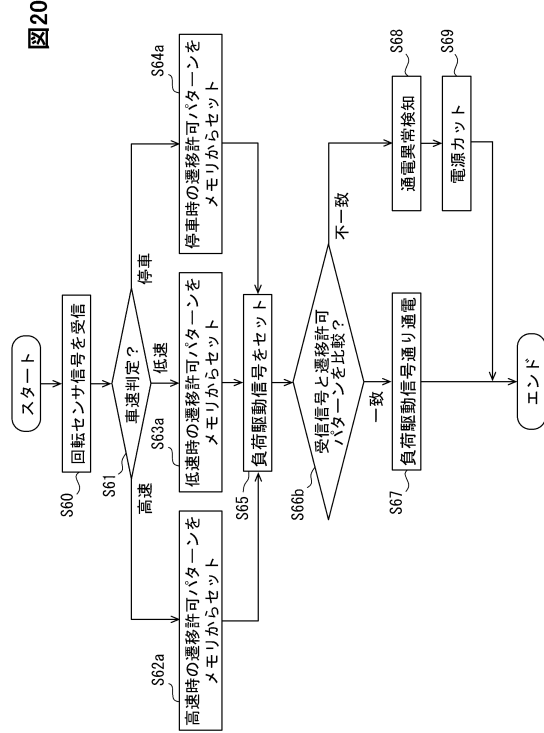 図20
スタート
S60
回転センサ信号を受信
S61
車速判定？
高速
低速
停車
S62a
高速時の遷移許可パターンを
メモリからセット
S63a
低速時の遷移許可パターンを
メモリからセット
S64a
停車時の遷移許可パターンを
メモリからセット
S65
負荷駆動信号をセット
S66b
受信信号と遷移許可
パターンを比較？
一致
不一致
S67
負荷駆動信号通り通電
S68
通電異常検知
S69
電源カット
エンド